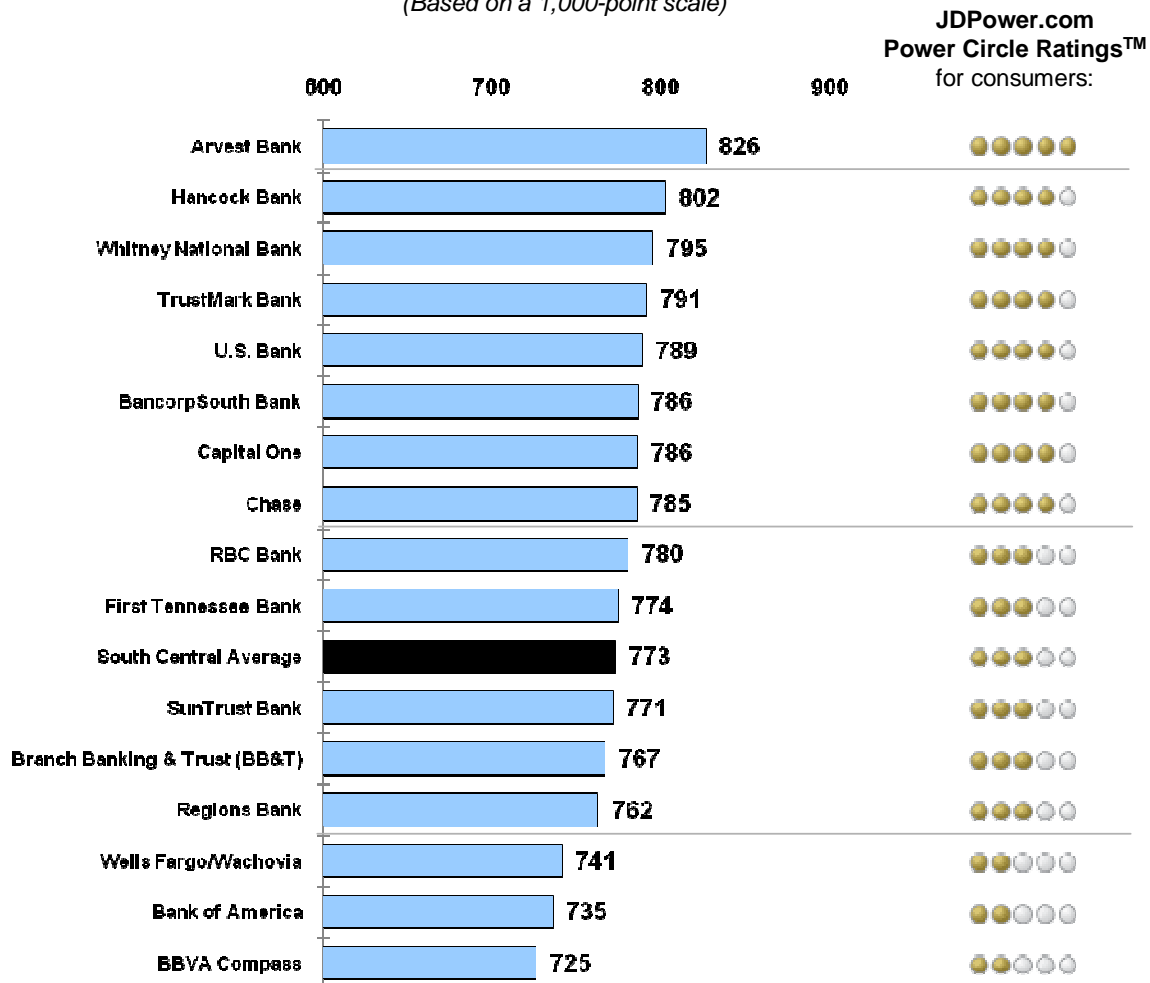 (Based on a 1,000-point scale)
JDPower.com
Power Circle Ratings™
for consumers:
600 700 800 900
Arvest Bank 826
Hancock Bank 802
Whitney National Bank 795
TrustMark Bank 791
U.S. Bank 789
BancorpSouth Bank 786
Capital One 786
Chase 785
RBC Bank 780
First Tennessee Bank 774
South Central Average 773
SunTrust Bank 771
Branch Banking & Trust (BB&T) 767
Regions Bank 762
Wells Fargo/Wachovia 741
Bank of America 735
BBVA Compass 725